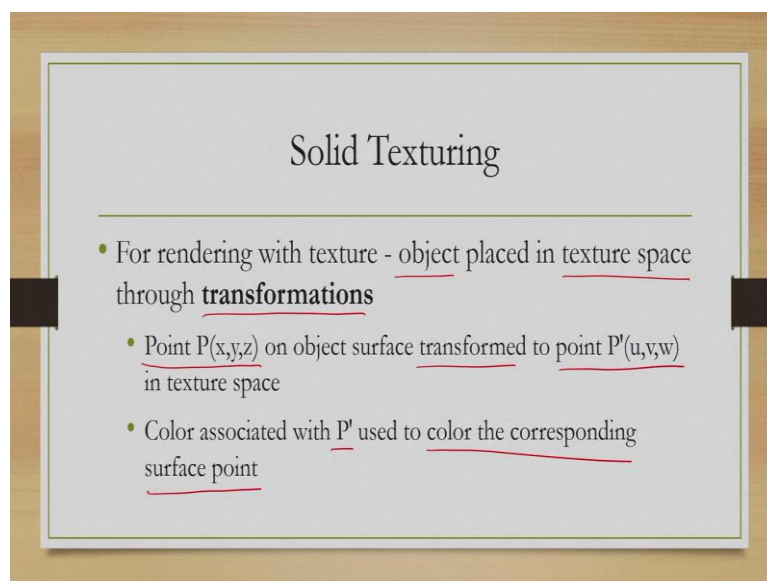 Solid Texturing
• For rendering with texture - object placed in texture space
through transformations
• Point P(x,y,z) on object surface transformed to point P'(u,v,w)
in texture space
• Color associated with P' used to color the corresponding
surface point